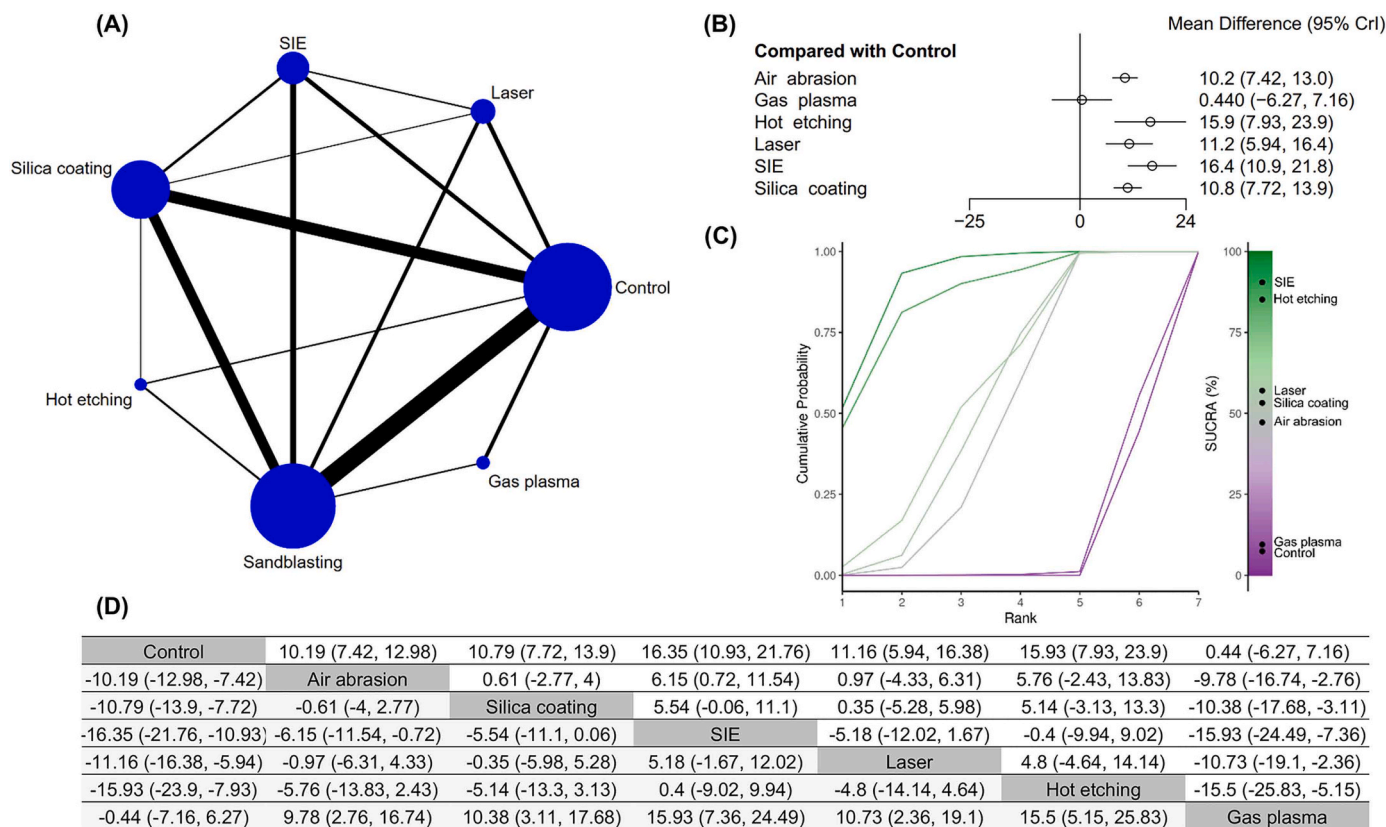 (A)
SIE
Laser
Silica coating
Control
Hot etching
Gas plasma
Sandblasting
(B)
Mean Difference (95% CrI)
Compared with Control
Air abrasion 10.2 (7.42, 13.0)
Gas plasma 0.440 (−6.27, 7.16)
Hot etching 15.9 (7.93, 23.9)
Laser 11.2 (5.94, 16.4)
SIE 16.4 (10.9, 21.8)
Silica coating 10.8 (7.72, 13.9)
−25 0 24
(C)
Cumulative Probability
1.00
0.75
0.50
0.25
0.00
1 2 3 4 5 6 7
Rank
SUCRA (%)
100
75
50
25
0
SIE
Hot etching
Laser
Silica coating
Air abrasion
Gas plasma
Control
(D)
Control 10.19 (7.42, 12.98) 10.79 (7.72, 13.9) 16.35 (10.93, 21.76) 11.16 (5.94, 16.38) 15.93 (7.93, 23.9) 0.44 (-6.27, 7.16)
-10.19 (-12.98, -7.42) Air abrasion 0.61 (-2.77, 4) 6.15 (0.72, 11.54) 0.97 (-4.33, 6.31) 5.76 (-2.43, 13.83) -9.78 (-16.74, -2.76)
-10.79 (-13.9, -7.72) -0.61 (-4, 2.77) Silica coating 5.54 (-0.06, 11.1) 0.35 (-5.28, 5.98) 5.14 (-3.13, 13.3) -10.38 (-17.68, -3.11)
-16.35 (-21.76, -10.93) -6.15 (-11.54, -0.72) -5.54 (-11.1, 0.06) SIE -5.18 (-12.02, 1.67) -0.4 (-9.94, 9.02) -15.93 (-24.49, -7.36)
-11.16 (-16.38, -5.94) -0.97 (-6.31, 4.33) -0.35 (-5.98, 5.28) 5.18 (-1.67, 12.02) Laser 4.8 (-4.64, 14.14) -10.73 (-19.1, -2.36)
-15.93 (-23.9, -7.93) -5.76 (-13.83, 2.43) -5.14 (-13.3, 3.13) 0.4 (-9.02, 9.94) -4.8 (-14.14, 4.64) Hot etching -15.5 (-25.83, -5.15)
-0.44 (-7.16, 6.27) 9.78 (2.76, 16.74) 10.38 (3.11, 17.68) 15.93 (7.36, 24.49) 10.73 (2.36, 19.1) 15.5 (5.15, 25.83) Gas plasma